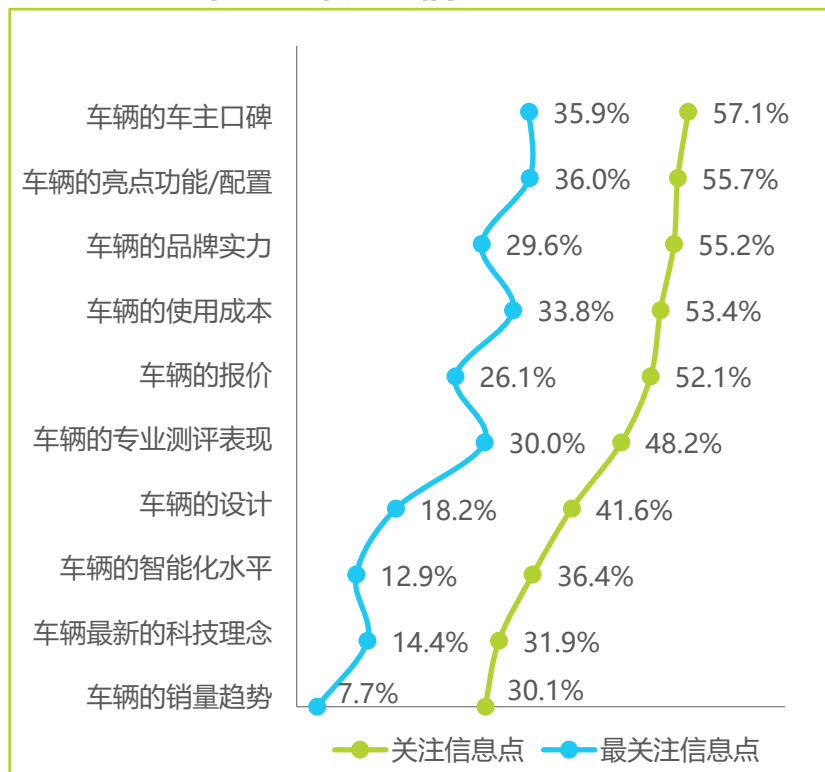 车辆的车主口碑 35.9% 57.1%
车辆的亮点功能/配置 36.0% 55.7%
车辆的品牌实力 29.6% 55.2%
车辆的使用成本 33.8% 53.4%
车辆的报价 26.1% 52.1%
车辆的专业测评表现 30.0% 48.2%
车辆的设计 18.2% 41.6%
车辆的智能化水平 12.9% 36.4%
车辆最新的科技理念 14.4% 31.9%
车辆的销量趋势 7.7% 30.1%
关注信息点 最关注信息点